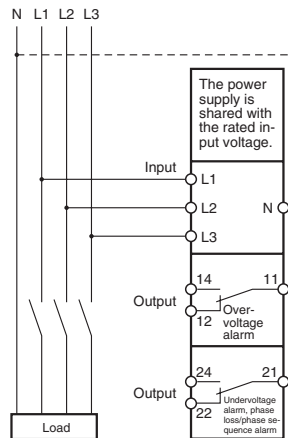 N L1 L2 L3
The power
supply is
shared with
the rated in-
put voltage.
Input
L1
L2
N
L3
14
11
Output
12
Over-
voltage
alarm
24
21
Output
22
Undervoltage
alarm, phase
loss/phase se-
quence alarm
Load